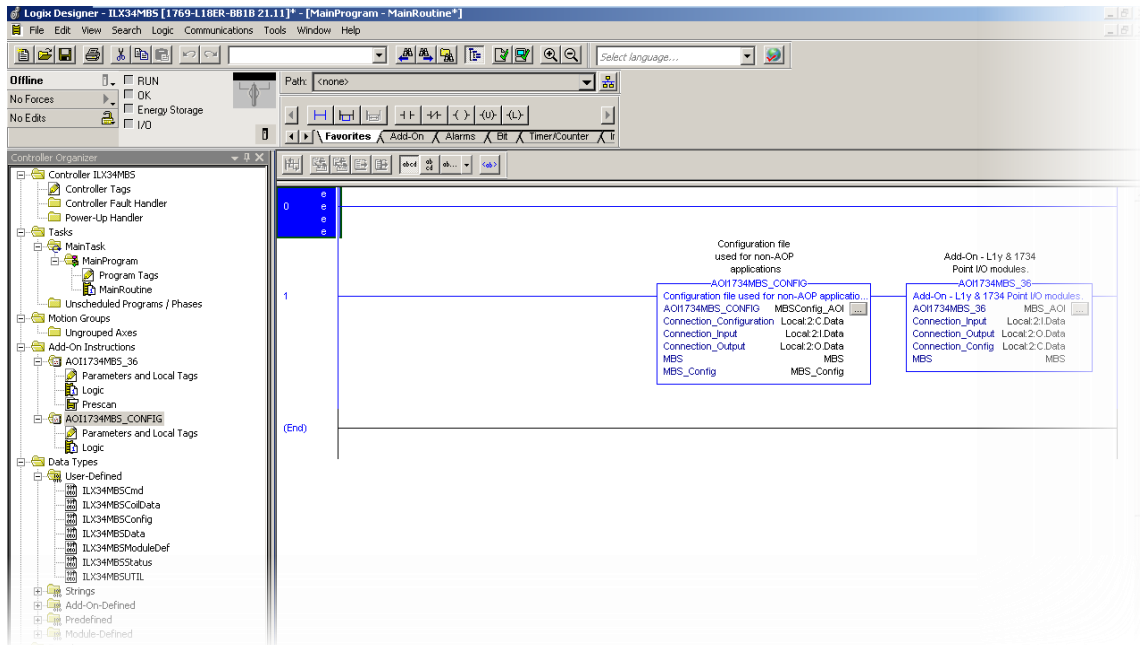 Logix Designer - ILX34MBS [1769-L18ER-BB1B 21.11]* - [MainProgram - MainRoutine*]
File Edit View Search Logic Communications Tools Window Help
Select language...
Offline
RUN
No Forces
OK
Energy Storage
No Edits
I/O
Path: <none>
Favorites Add-On Alarms Bit Timer/Counter
Controller Organizer
Controller ILX34MBS
Controller Tags
Controller Fault Handler
Power-Up Handler
Tasks
MainTask
MainProgram
Program Tags
MainRoutine
Unscheduled Programs / Phases
Motion Groups
Ungrouped Axes
Add-On Instructions
AOI1734MBS_36
Parameters and Local Tags
Logic
Prescan
AOI1734MBS_CONFIG
Parameters and Local Tags
Logic
Data Types
User-Defined
ILX34MBSCmd
ILX34MBSCoilData
ILX34MBSConfig
ILX34MBSData
ILX34MBSModuleDef
ILX34MBSStatus
ILX34MBSUTIL
Strings
Add-On-Defined
Predefined
Module-Defined
0
e
e
e
e
1
Configuration file
used for non-AOP
applications
AOI1734MBS_CONFIG
Configuration file used for non-AOP applicatio...
AOI1734MBS_CONFIG MBSConfig_AOI ...
Connection_Configuration Local:2:C.Data
Connection_Input Local:2:I.Data
Connection_Output Local:2:O.Data
MBS MBS
MBS_Config MBS_Config
Add-On - L1y & 1734
Point I/O modules.
AOI1734MBS_36
Add-On - L1y & 1734 Point I/O modules.
AOI1734MBS_36 MBS_AOI ...
Connection_Input Local:2:I.Data
Connection_Output Local:2:O.Data
Connection_Config Local:2:C.Data
MBS MBS
(End)